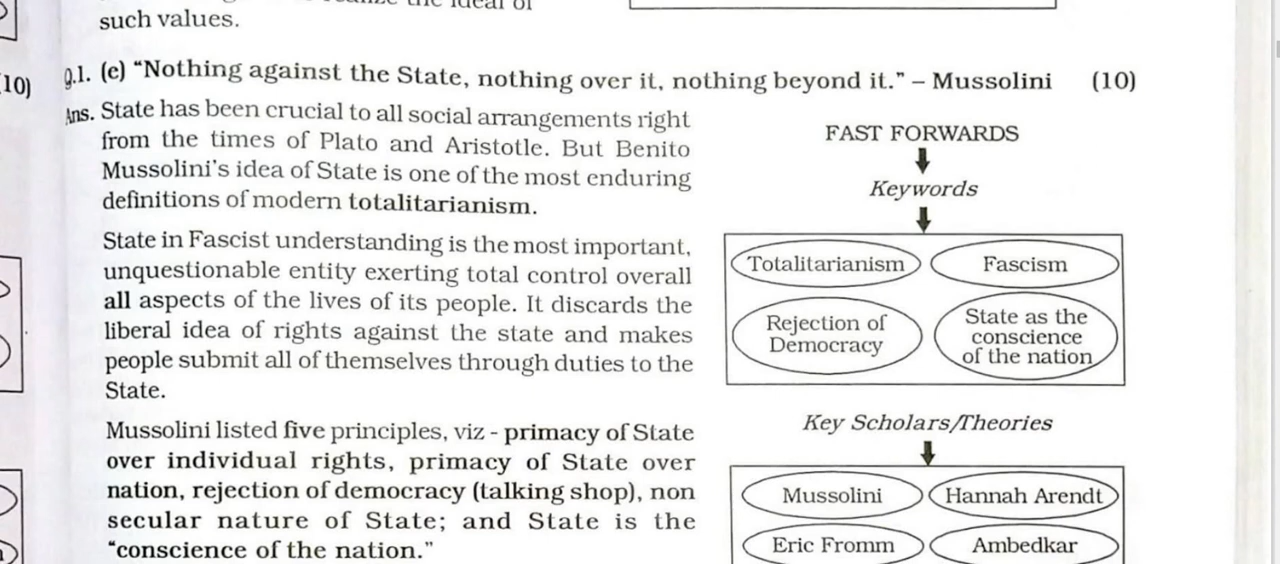 such values.
10)
Q.1. (e) “Nothing against the State, nothing over it, nothing beyond it.” – Mussolini (10)
Ans. State has been crucial to all social arrangements right
from the times of Plato and Aristotle. But Benito
Mussolini's idea of State is one of the most enduring
definitions of modern totalitarianism.
State in Fascist understanding is the most important,
unquestionable entity exerting total control overall
all aspects of the lives of its people. It discards the
liberal idea of rights against the state and makes
people submit all of themselves through duties to the
State.
Mussolini listed five principles, viz - primacy of State
over individual rights, primacy of State over
nation, rejection of democracy (talking shop), non
secular nature of State; and State is the
“conscience of the nation.”
FAST FORWARDS
Keywords
Totalitarianism
Fascism
Rejection of
Democracy
State as the
conscience
of the nation
Key Scholars/Theories
Mussolini
Hannah Arendt
Eric Fromm
Ambedkar